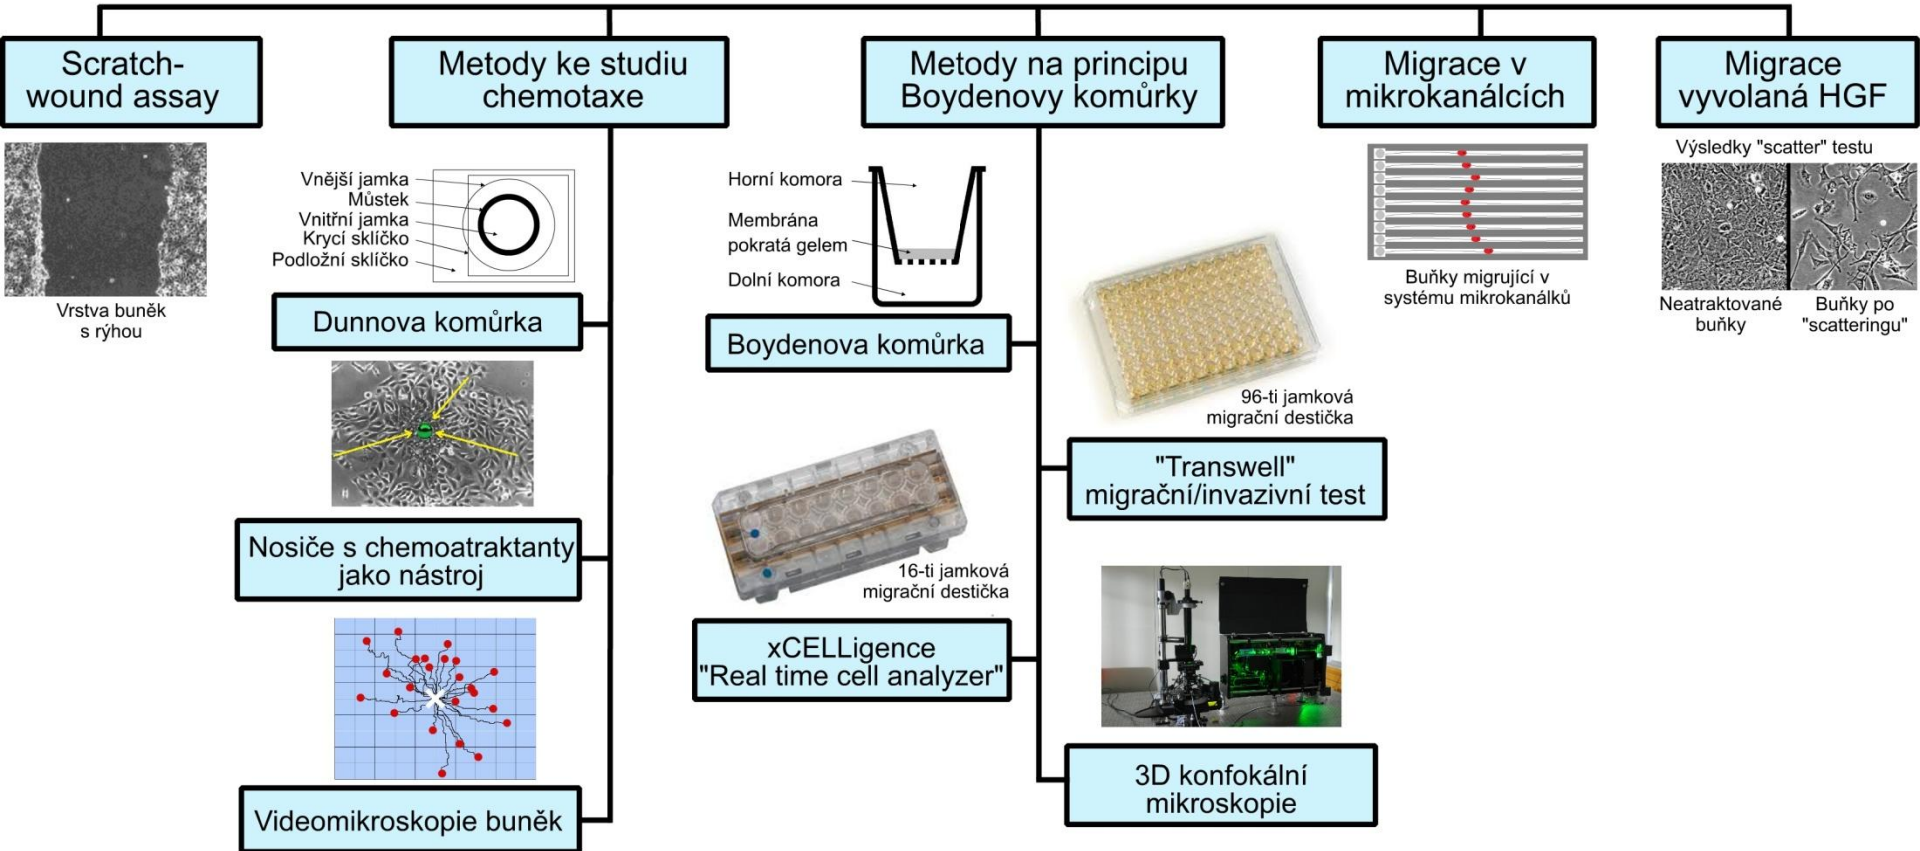 Scratch-
wound assay
Vrstva buněk
s rýhou
Metody ke studiu
chemotaxe
Vnější jamka
Můstek
Vnitřní jamka
Krycí sklíčko
Podložní sklíčko
Dunnova komůrka
Nosiče s chemoatraktanty
jako nástroj
Videomikroskopie buněk
Metody na principu
Boydenovy komůrky
Horní komora
Membrána
pokratá gelem
Dolní komora
Boydenova komůrka
96-ti jamková
migrační destička
"Transwell"
migrační/invazivní test
16-ti jamková
migrační destička
xCELLigence
"Real time cell analyzer"
3D konfokální
mikroskopie
Migrace v
mikrokanálcích
Buňky migrující v
systému mikrokanálků
Migrace
vyvolaná HGF
Výsledky "scatter" testu
Neatraktované
buňky
Buňky po
"scatteringu"